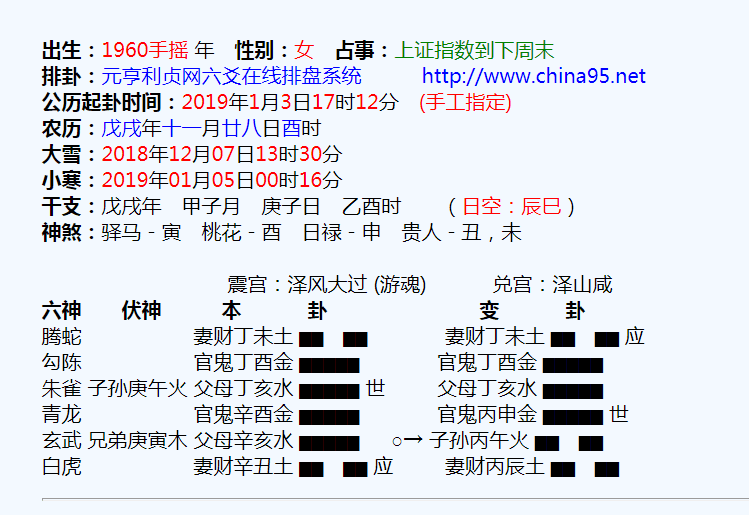 出生：1960手摇 年 性别：女 占事：上证指数到下周末
排卦：元亨利贞网六爻在线排盘系统 http://www.china95.net
公历起卦时间：2019年1月3日17时12分 (手工指定)
农历：戊戌年十一月廿八日酉时
大雪：2018年12月07日13时30分
小寒：2019年01月05日00时16分
干支：戊戌年 甲子月 庚子日 乙酉时 （日空：辰巳）
神煞：驿马－寅 桃花－酉 日禄－申 贵人－丑，未
震宫：泽风大过 (游魂) 兑宫：泽山咸
六神 伏神 本 卦 变 卦
腾蛇 妻财丁未土 妻财丁未土 应
勾陈 官鬼丁酉金 官鬼丁酉金
朱雀 子孙庚午火 父母丁亥水 世 父母丁亥水
青龙 官鬼辛酉金 官鬼丙申金 世
玄武 兄弟庚寅木 父母辛亥水 ○→ 子孙丙午火
白虎 妻财辛丑土 应 妻财丙辰土